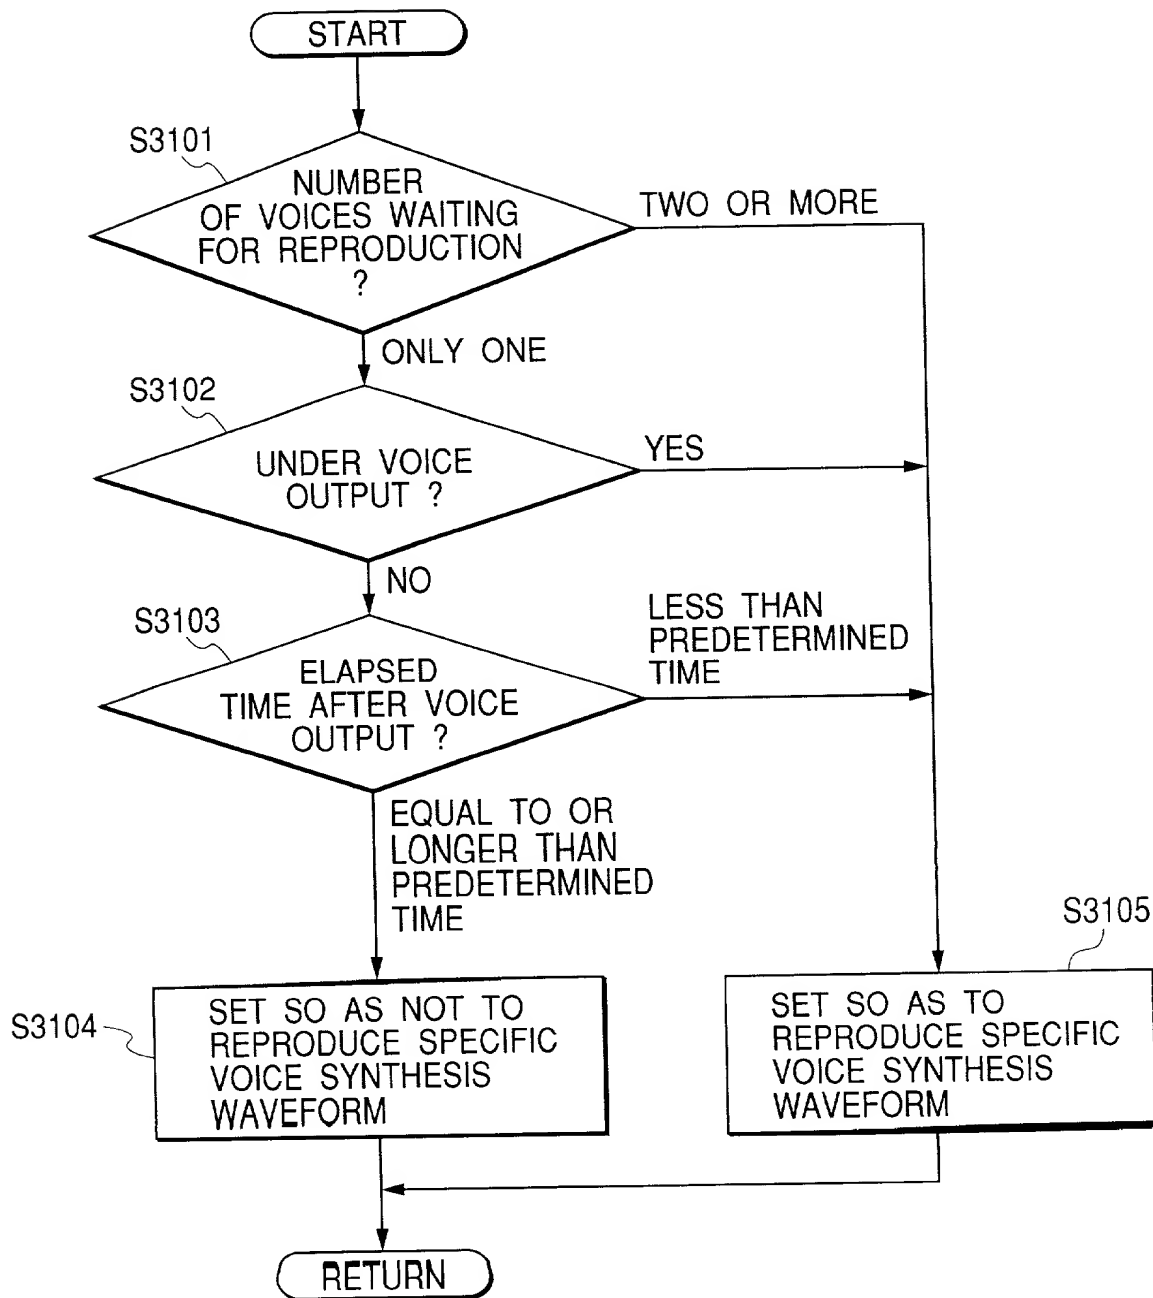 START
S3101
NUMBER
OF VOICES WAITING
FOR REPRODUCTION
?
TWO OR MORE
ONLY ONE
S3102
UNDER VOICE
OUTPUT ?
YES
NO
S3103
ELAPSED
TIME AFTER VOICE
OUTPUT ?
LESS THAN
PREDETERMINED
TIME
EQUAL TO OR
LONGER THAN
PREDETERMINED
TIME
S3104
SET SO AS NOT TO
REPRODUCE SPECIFIC
VOICE SYNTHESIS
WAVEFORM
S3105
SET SO AS TO
REPRODUCE SPECIFIC
VOICE SYNTHESIS
WAVEFORM
RETURN